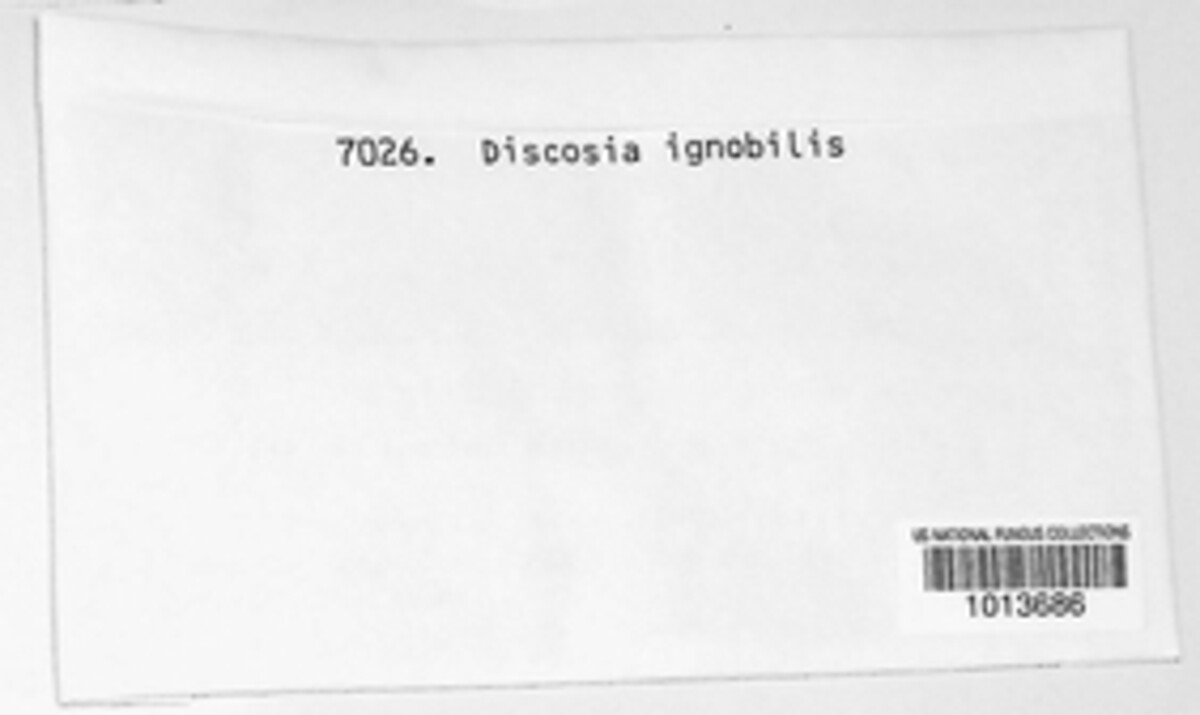 7026. Discosia ignobilis
US NATIONAL FUNGUS COLLECTIONS
1013686